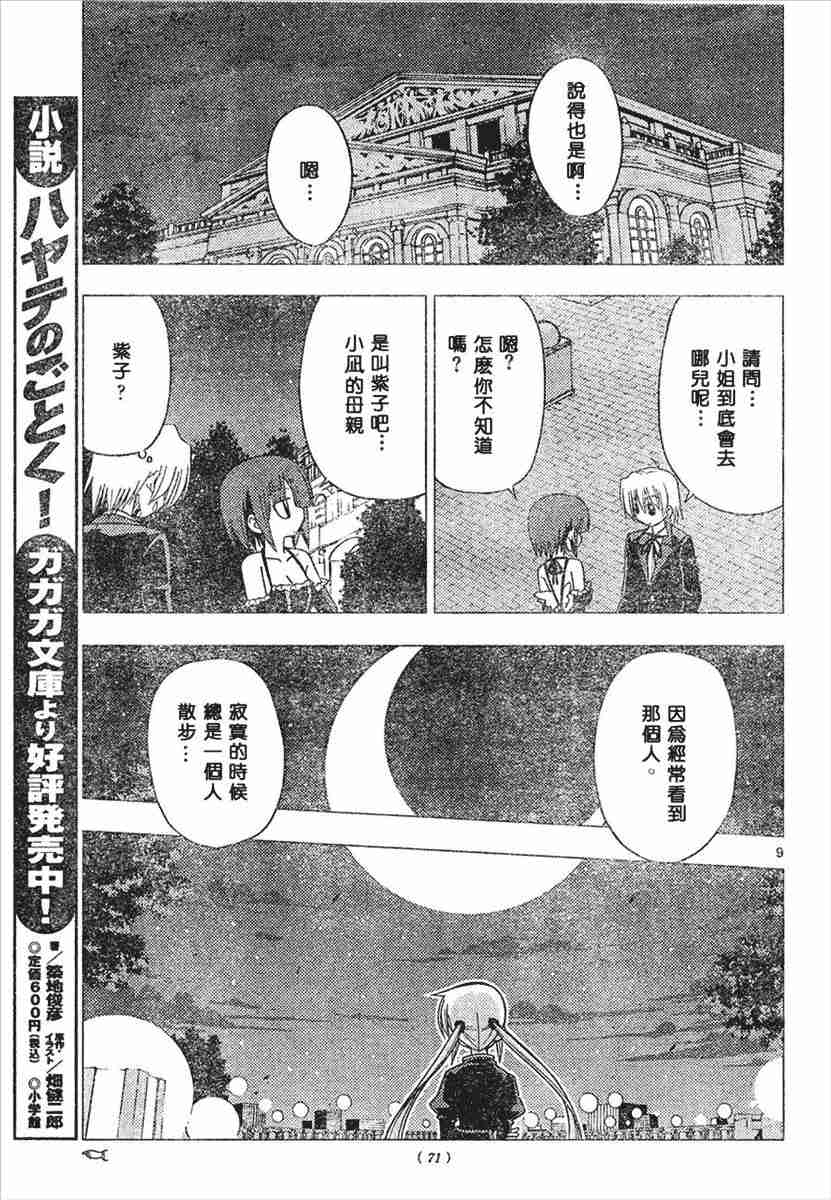 說得也是啊…
嗯…
請問…
小姐到底會去
哪兒呢…
嗯?
怎麼你不知道
嗎?
是叫紫子吧…
小凪的母親
紫子?
因為經常看到
那個人。
寂寞的時候
總是一個人
散步…
9
小説
ハヤテのごとく!
ガガガ文庫より好評発売中!
著/築地俊彦
原作・イラスト/畑健二郎
◎定価600円(税込)
◎小学館
(71)